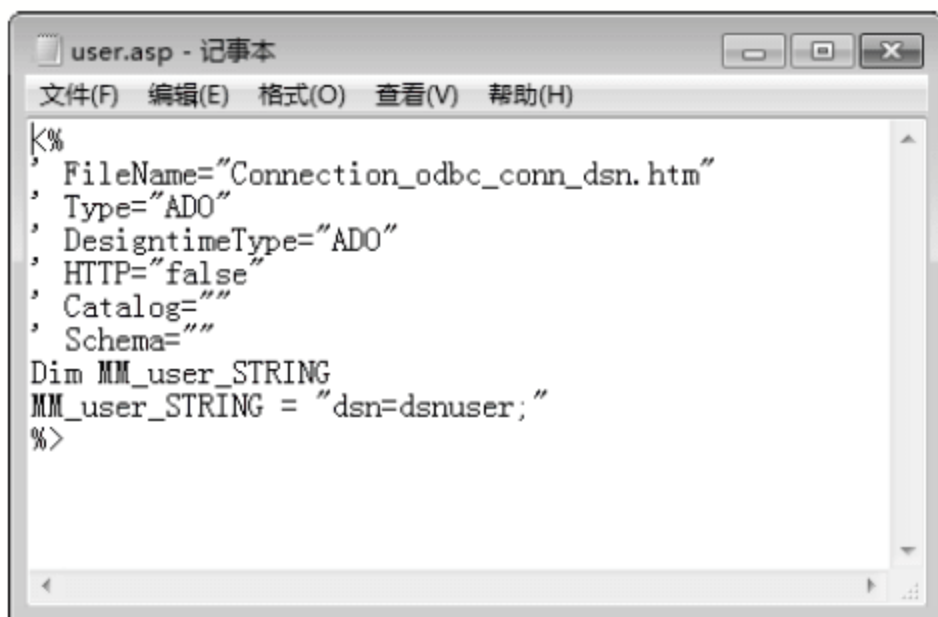 user.asp - 记事本
文件(F) 编辑(E) 格式(O) 查看(V) 帮助(H)
<%
' FileName="Connection_odbc_conn_dsn.htm"
' Type="ADO"
' DesigntimeType="ADO"
' HTTP="false"
' Catalog=""
' Schema=""
Dim MM_user_STRING
MM_user_STRING = "dsn=dsnuser;"
%>